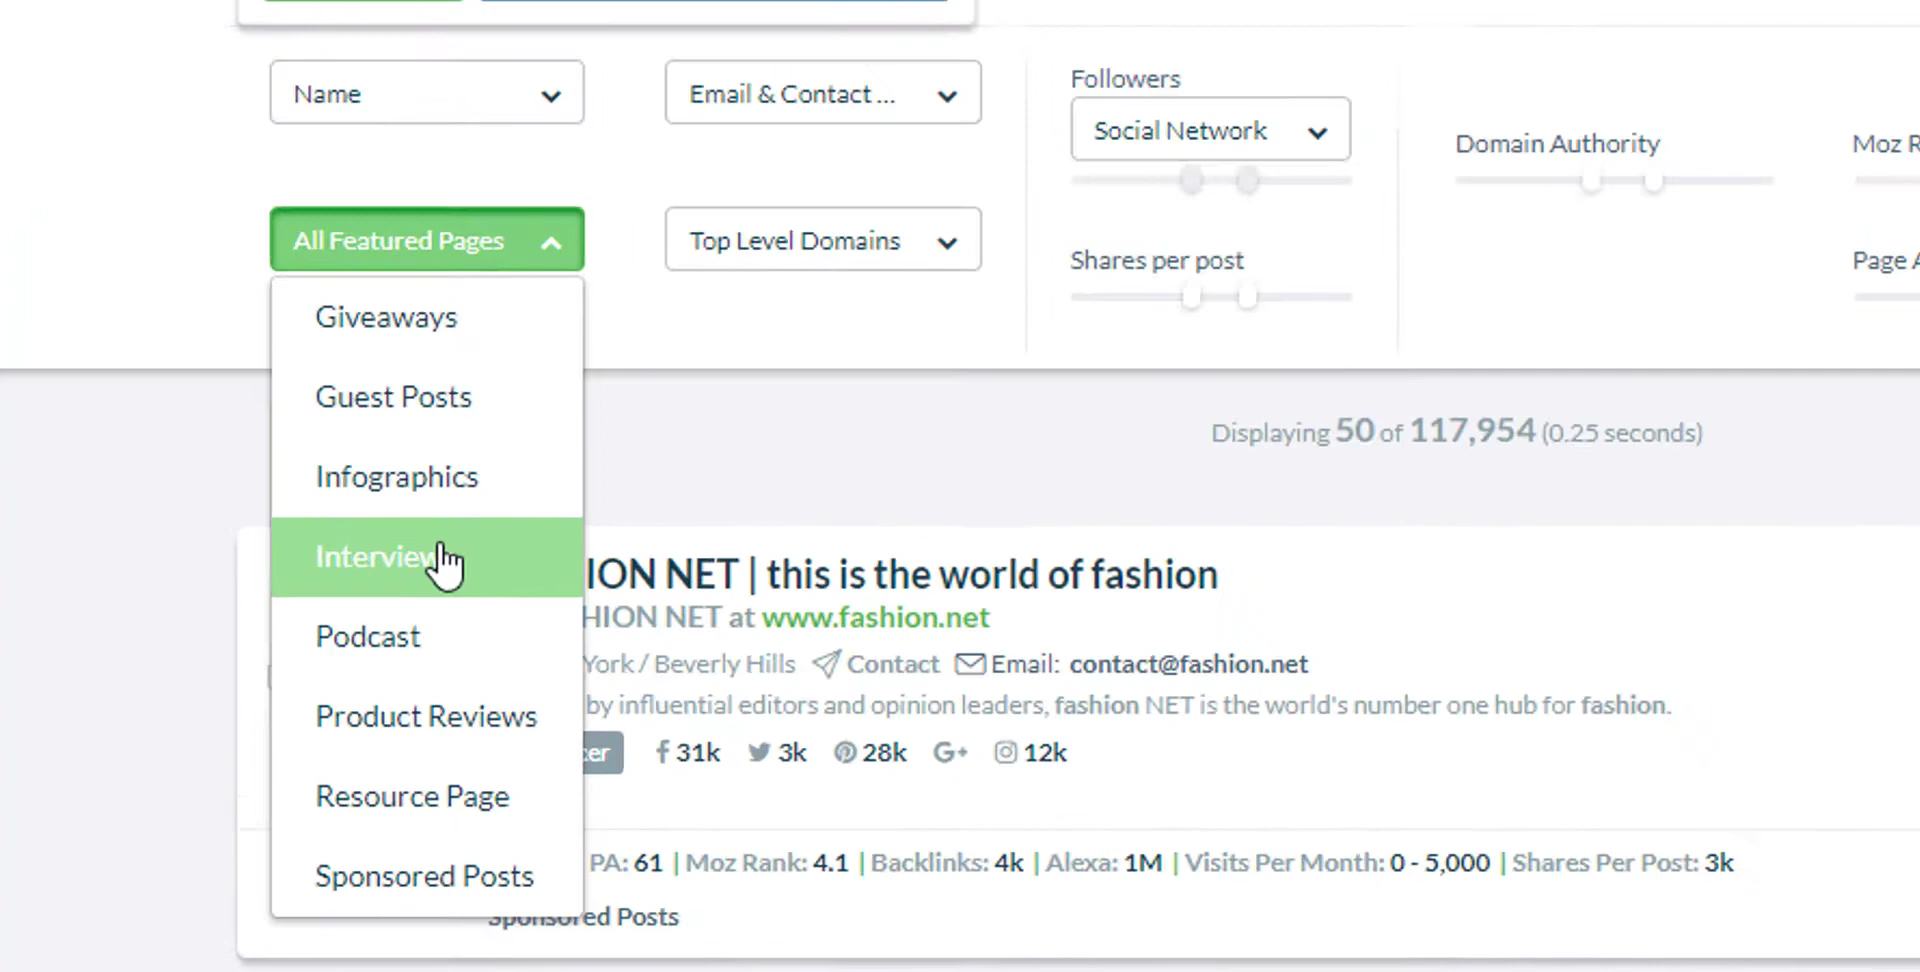 Name
Email & Contact ...
Followers
Social Network
Domain Authority
Moz R
All Featured Pages
Top Level Domains
Shares per post
Page A
Giveaways
Guest Posts
Infographics
Interview
Podcast
Product Reviews
Resource Page
Sponsored Posts
Displaying 50 of 117,954 (0.25 seconds)
ION NET | this is the world of fashion
HION NET at www.fashion.net
York / Beverly Hills Contact Email: contact@fashion.net
by influential editors and opinion leaders, fashion NET is the world's number one hub for fashion.
cer 31k 3k 28k G+ 12k
PA: 61 | Moz Rank: 4.1 | Backlinks: 4k | Alexa: 1M | Visits Per Month: 0 - 5,000 | Shares Per Post: 3k
Sponsored Posts